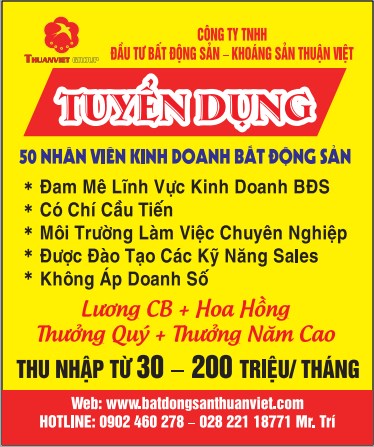 CÔNG TY TNHH
THUANVIET GROUP
ĐẦU TƯ BẤT ĐỘNG SẢN – KHOÁNG SẢN THUẬN VIỆT
TUYỂN DỤNG
50 NHÂN VIÊN KINH DOANH BẤT ĐỘNG SẢN
* Đam Mê Lĩnh Vực Kinh Doanh BĐS
* Có Chí Cầu Tiến
* Môi Trường Làm Việc Chuyên Nghiệp
* Được Đào Tạo Các Kỹ Năng Sales
* Không Áp Doanh Số
Lương CB + Hoa Hồng
Thưởng Quý + Thưởng Năm Cao
THU NHẬP TỪ 30 – 200 TRIỆU/ THÁNG
Web: www.batdongsanthuanviet.com
HOTLINE: 0902 460 278 – 028 221 18771 Mr. Trí